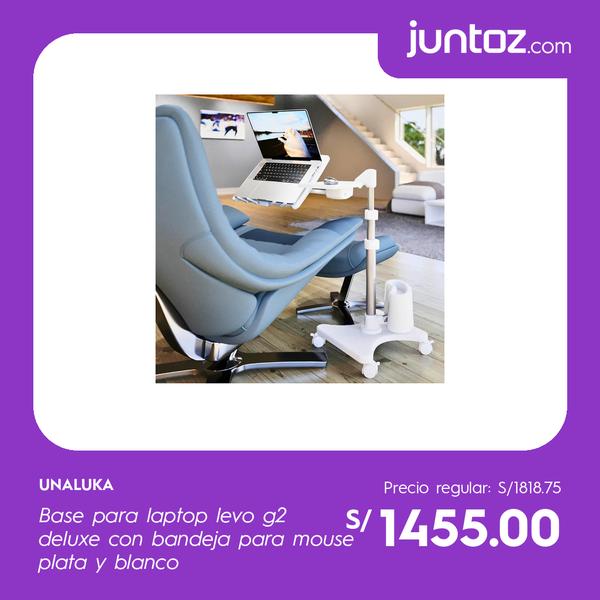 juntoz.com
UNALUKA
Base para laptop levo g2
deluxe con bandeja para mouse
plata y blanco
Precio regular: S/1818.75
S/1455.00